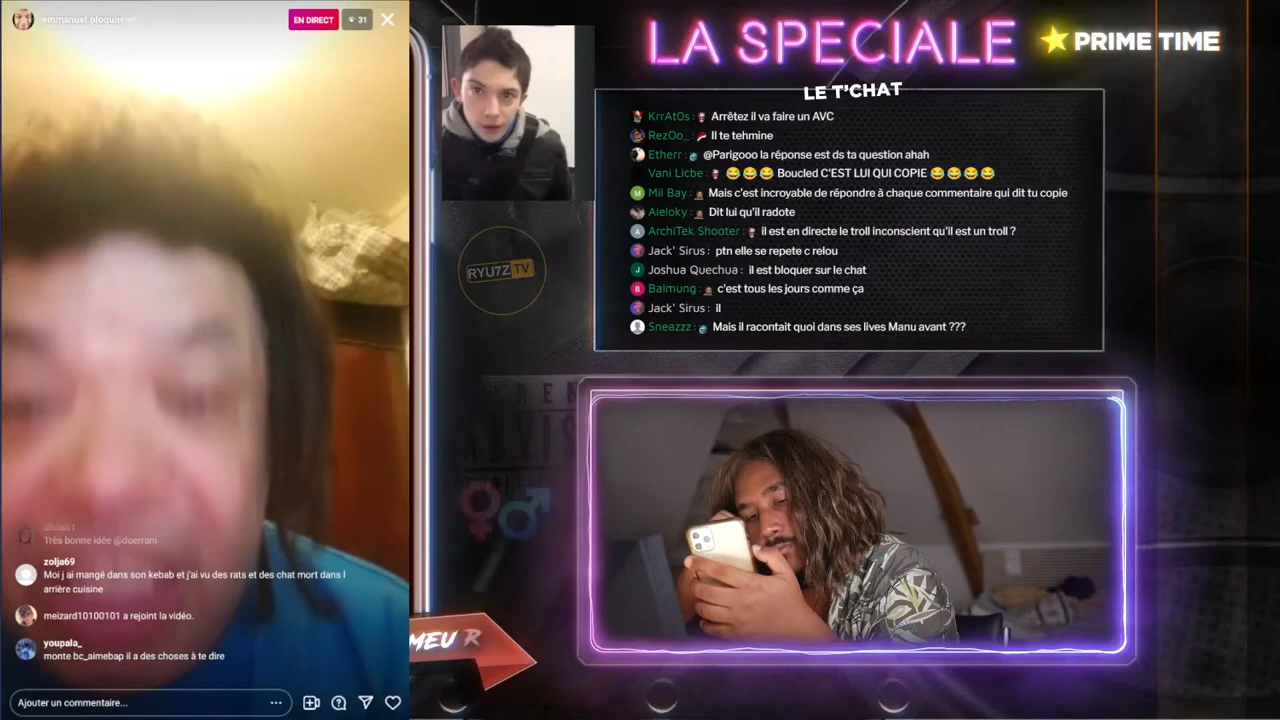 emmanuel.ploquin
EN DIRECT
31
Très bonne idée @doerrani
zolja69
Moi j ai mangé dans son kebab et j'ai vu des rats et des chat mort dans l
arrière cuisine
meizard10100101 a rejoint la vidéo.
youpala_
monte bc_aimebap il a des choses à te dire
Ajouter un commentaire...
LA SPECIALE
PRIME TIME
LE T'CHAT
KrrAtOs : Arrêtez il va faire un AVC
RezOo_ : Il te tehmine
Etherr : @Parigooo la réponse est ds ta question ahah
Vani Licbe : 😂 😂 😂 Boucled C'EST LUI QUI COPIE 😂 😂 😂 😂
Mil Bay : Mais c'est incroyable de répondre à chaque commentaire qui dit tu copie
Aieloky : Dit lui qu'il radote
ArchiTek Shooter : il est en directe le troll inconscient qu'il est un troll ?
Jack' Sirus : ptn elle se repete c relou
Joshua Quechua : il est bloquer sur le chat
Balmung : c'est tous les jours comme ça
Jack' Sirus : il
Sneazzz : Mais il racontait quoi dans ses lives Manu avant ???
RYU7Z TV
MEU R